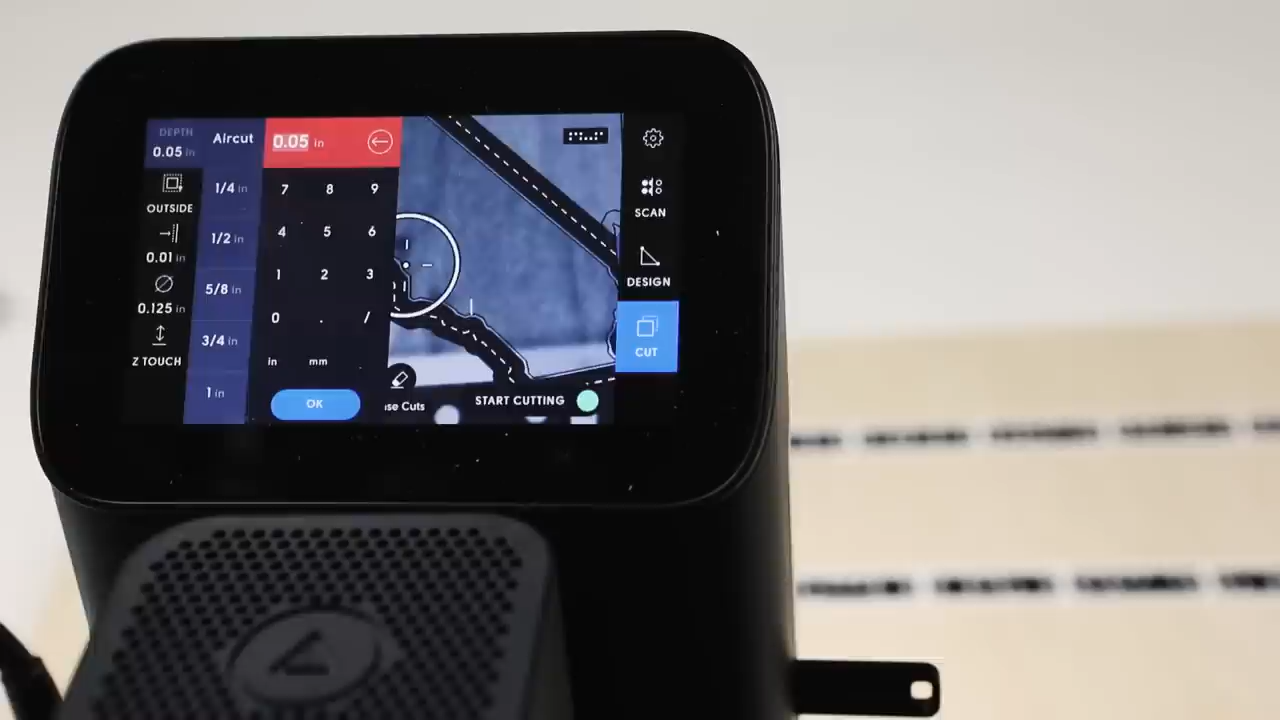 DEPTH
0.05 in
OUTSIDE
0.01 in
0.125 in
Z TOUCH
Aircut
1/4 in
1/2 in
5/8 in
3/4 in
1 in
0.05 in
7 8 9
4 5 6
1 2 3
0 . /
in mm
OK
se Cuts
START CUTTING
SCAN
DESIGN
CUT